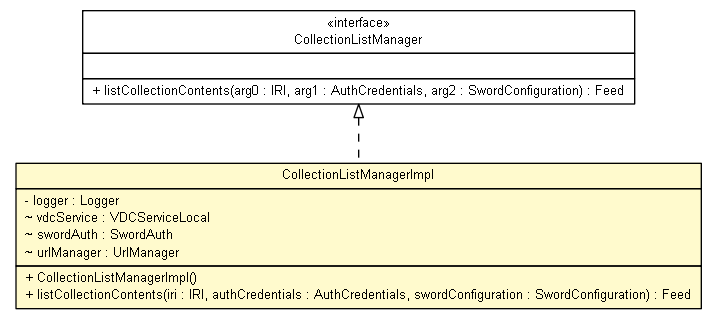 «interface»
CollectionListManager
+ listCollectionContents(arg0 : IRI, arg1 : AuthCredentials, arg2 : SwordConfiguration) : Feed
CollectionListManagerImpl
- logger : Logger
~ vdcService : VDCServiceLocal
~ swordAuth : SwordAuth
~ urlManager : UrlManager
+ CollectionListManagerImpl()
+ listCollectionContents(iri : IRI, authCredentials : AuthCredentials, swordConfiguration : SwordConfiguration) : Feed